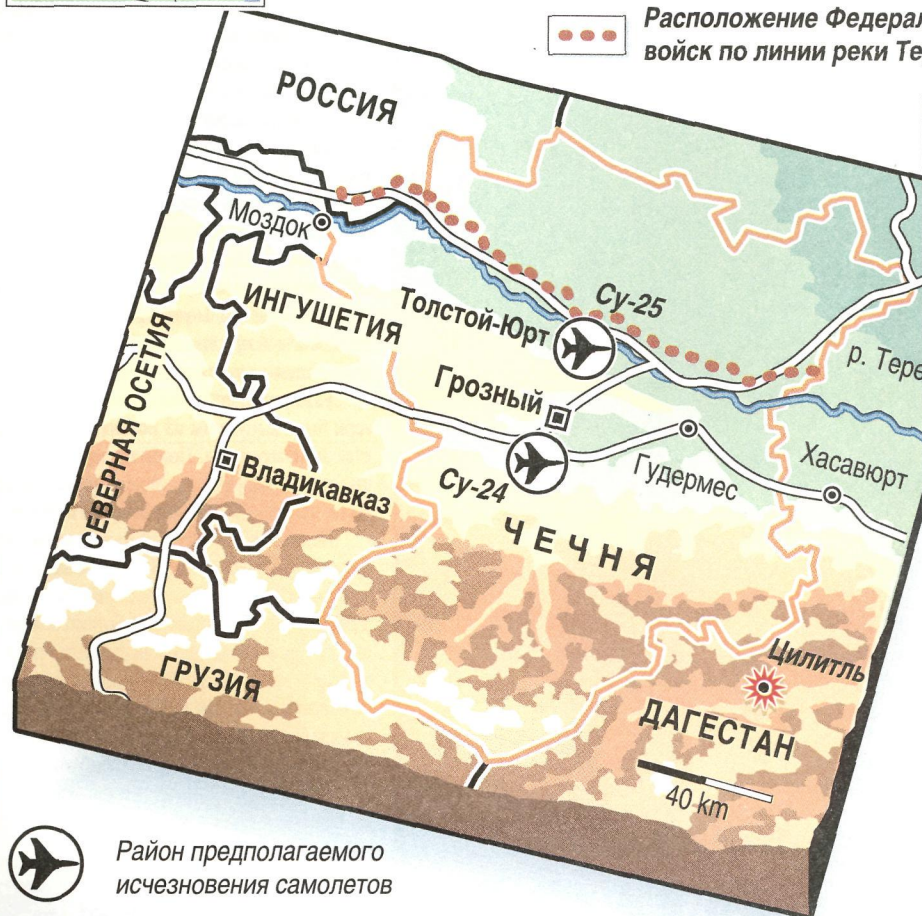 Расположение Федерал
войск по линии реки Те
РОССИЯ
Моздок
ИНГУШЕТИЯ
Толстой-Юрт
Су-25
р. Тере
Грозный
СЕВЕРНАЯ ОСЕТИЯ
Владикавказ
Су-24
Гудермес
Хасавюрт
ЧЕЧНЯ
Цилитль
ГРУЗИЯ
ДАГЕСТАН
40 km
Район предполагаемого
исчезновения самолетов